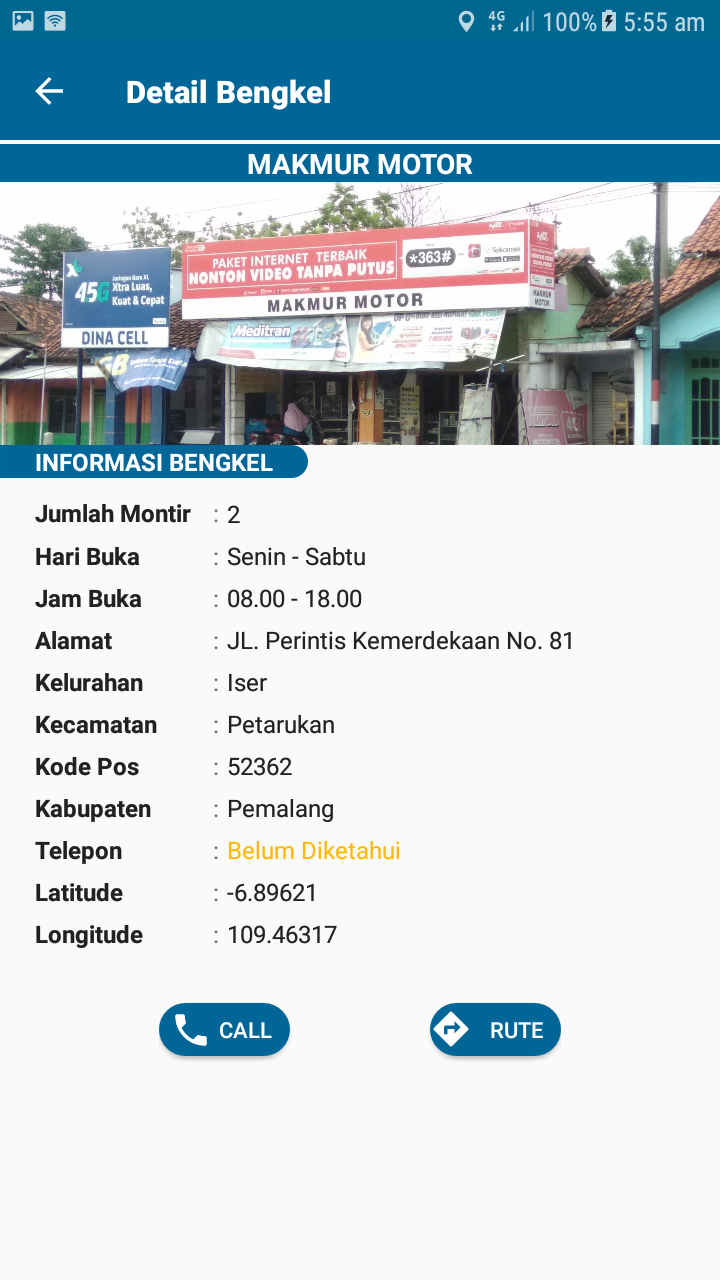 4G 100% 5:55 am
Detail Bengkel
MAKMUR MOTOR
PAKET INTERNET TERBAIK
NONTON VIDEO TANPA PUTUS
*363#
Telkomsel
MAKMUR MOTOR
MAKMUR
MOTOR
XL
Jaringan Baru XL
45G Xtra Luas,
Kuat & Cepat
DINA CELL
Meditran
INFORMASI BENGKEL
Jumlah Montir : 2
Hari Buka : Senin - Sabtu
Jam Buka : 08.00 - 18.00
Alamat : JL. Perintis Kemerdekaan No. 81
Kelurahan : Iser
Kecamatan : Petarukan
Kode Pos : 52362
Kabupaten : Pemalang
Telepon : Belum Diketahui
Latitude : -6.89621
Longitude : 109.46317
CALL
RUTE